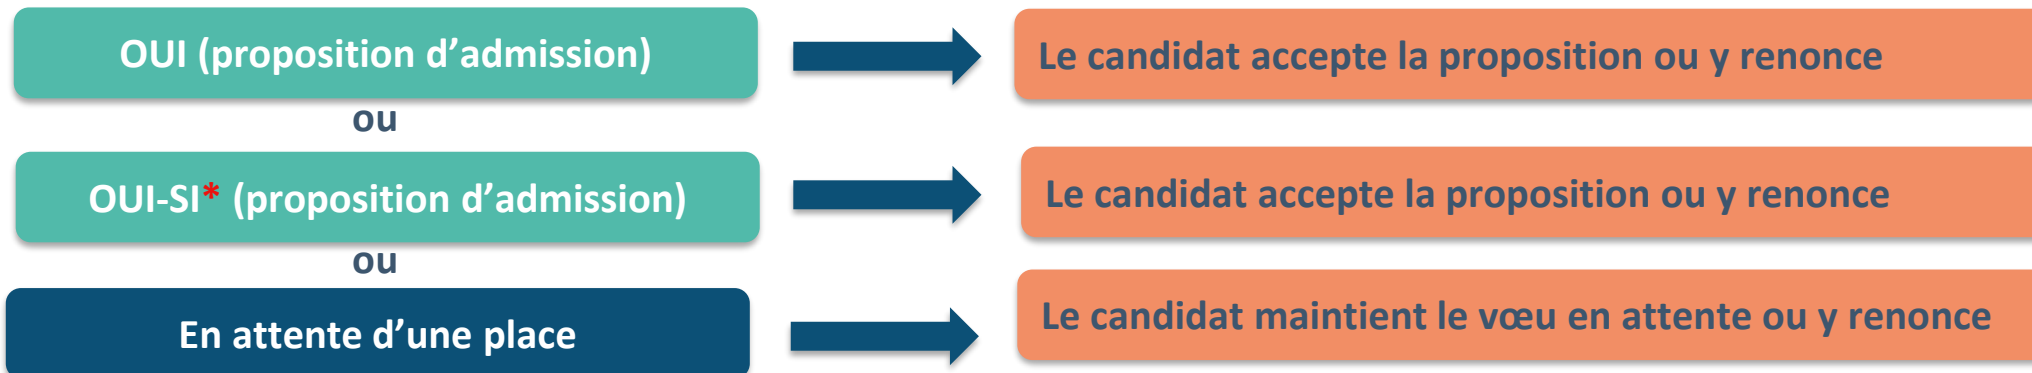 OUI (proposition d’admission)
Le candidat accepte la proposition ou y renonce
ou
OUI-SI* (proposition d’admission)
Le candidat accepte la proposition ou y renonce
ou
En attente d’une place
Le candidat maintient le vœu en attente ou y renonce